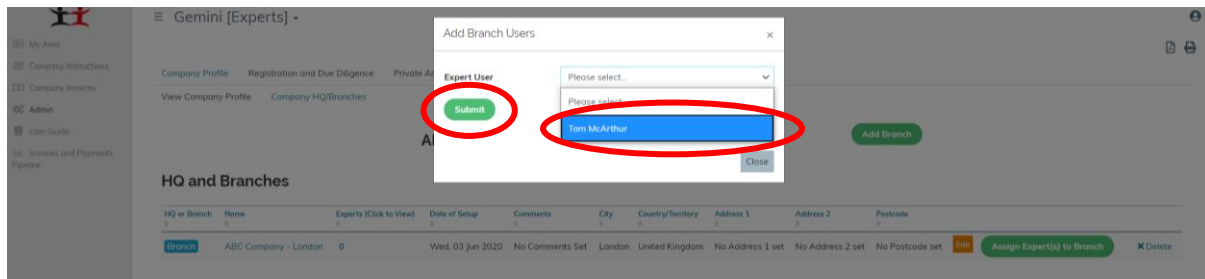 Gemini [Experts]
My Area
Company Instructions
Company Invoices
Admin
User Guide
Invoices and Payments Pipeline
Company Profile Registration and Due Diligence Private
View Company Profile Company HQ/Branches
Add Branch Users ×
Expert User Please select...
Please select...
Submit
Tom McArthur
Close
Add Branch
HQ and Branches
HQ or Branch Name Experts (Click to View) Date of Setup Comments City Country/Territory Address 1 Address 2 Postcode
Branch ABC Company - London 0 Wed, 03 Jun 2020 No Comments Set London United Kingdom No Address 1 set No Address 2 set No Postcode set Edit Assign Expert(s) to Branch × Delete